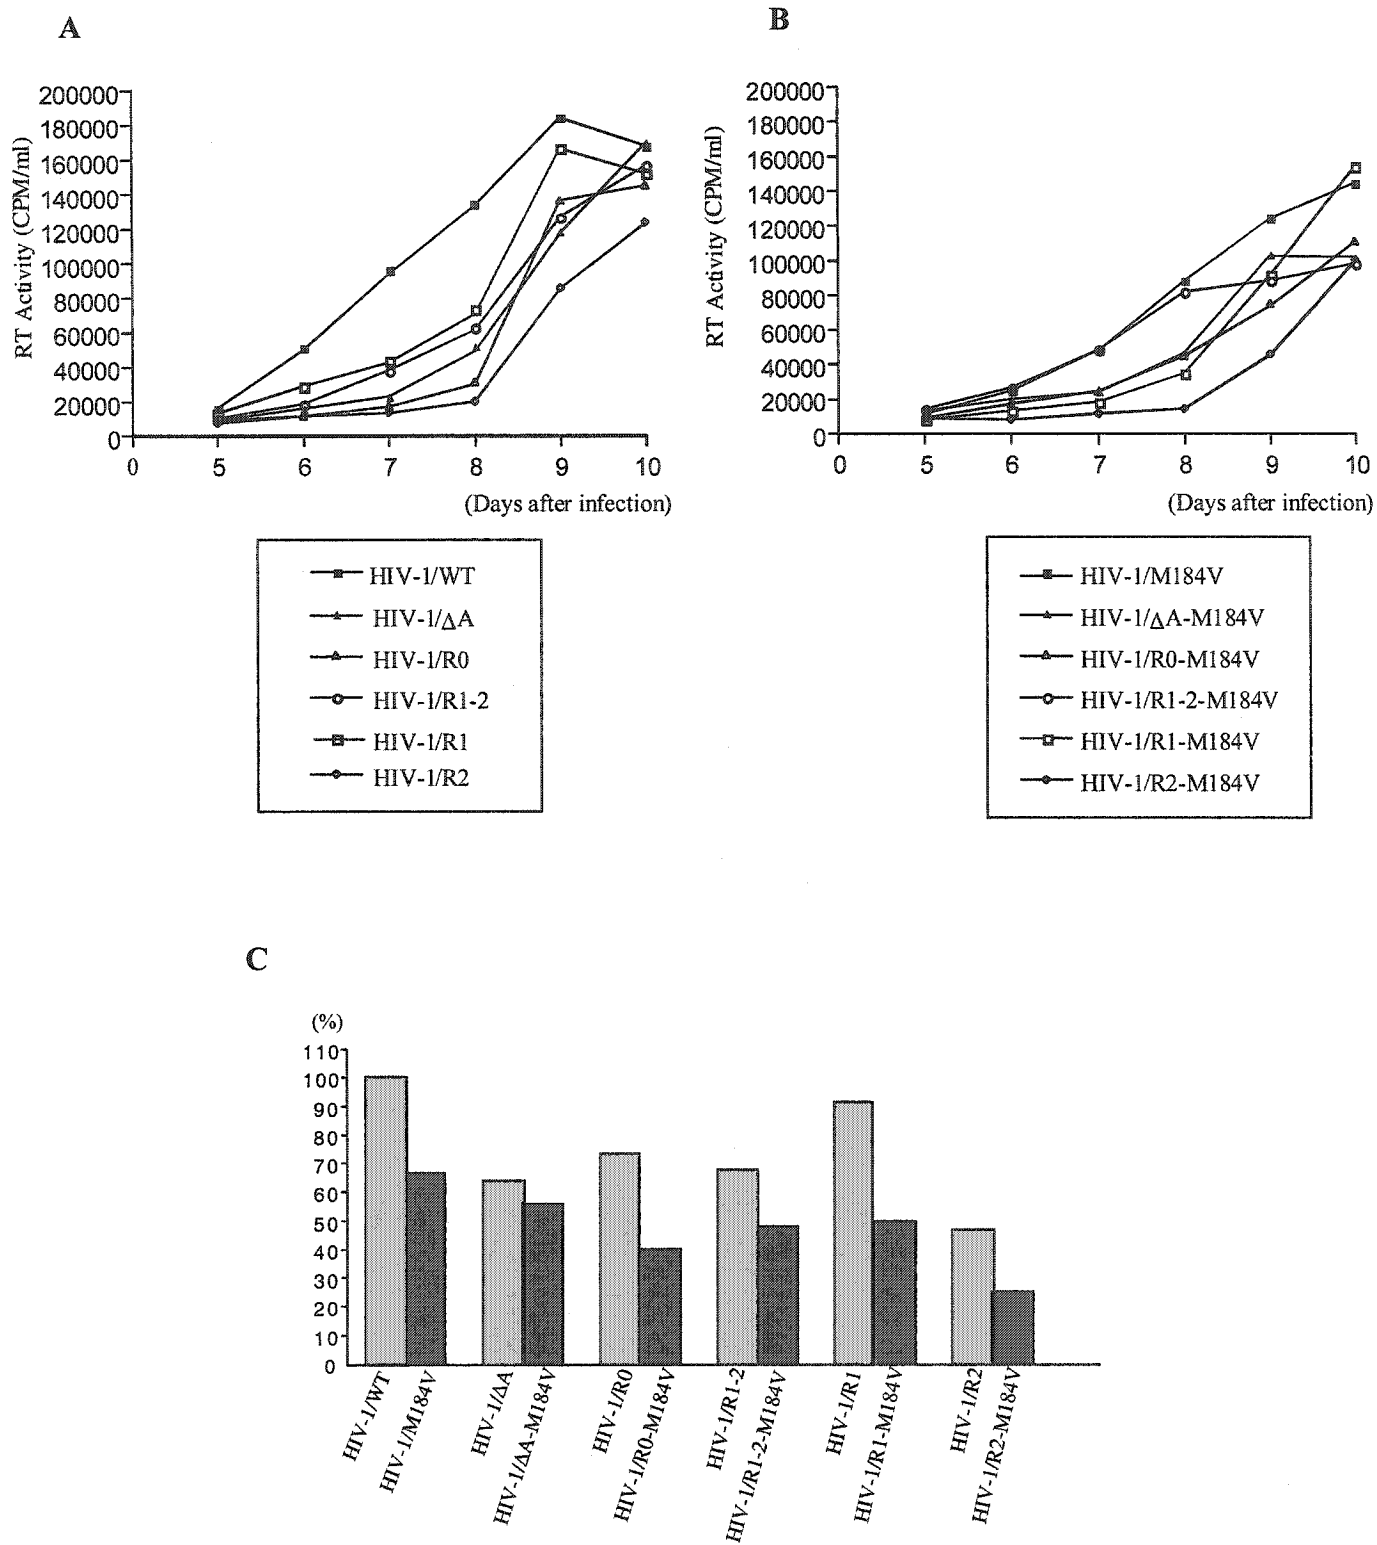 A
200000
180000
160000
140000
120000
100000
80000
60000
40000
20000
0
RT Activity (CPM/ml)
0 5 6 7 8 9 10
(Days after infection)
HIV-1/WT
HIV-1/ΔA
HIV-1/R0
HIV-1/R1-2
HIV-1/R1
HIV-1/R2
B
200000
180000
160000
140000
120000
100000
80000
60000
40000
20000
0
RT Activity (CPM/ml)
0 5 6 7 8 9 10
(Days after infection)
HIV-1/M184V
HIV-1/ΔA-M184V
HIV-1/R0-M184V
HIV-1/R1-2-M184V
HIV-1/R1-M184V
HIV-1/R2-M184V
C
(%)
110
100
90
80
70
60
50
40
30
20
10
0
HIV-1/WT
HIV-1/M184V
HIV-1/ΔA
HIV-1/ΔA-M184V
HIV-1/R0
HIV-1/R0-M184V
HIV-1/R1-2
HIV-1/R1-2-M184V
HIV-1/R1
HIV-1/R1-M184V
HIV-1/R2
HIV-1/R2-M184V